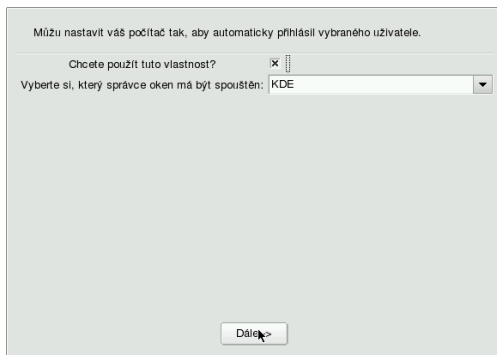 Můžu nastavit váš počítač tak, aby automaticky přihlásil vybraného uživatele.
Chcete použít tuto vlastnost?
Vyberte si, který správce oken má být spouštěn: KDE
Dále->